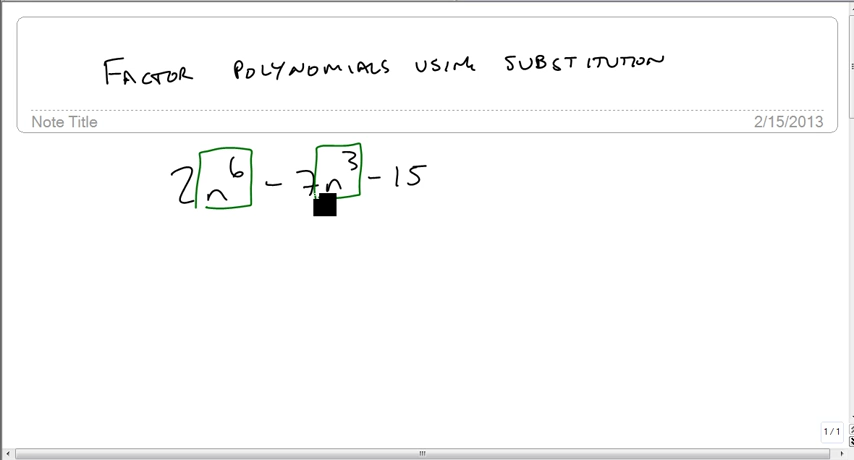 FACTOR POLYNOMIALS USING SUBSTITUTION
Note Title 2/15/2013
2n⁶ - 7n³ - 15
1/1